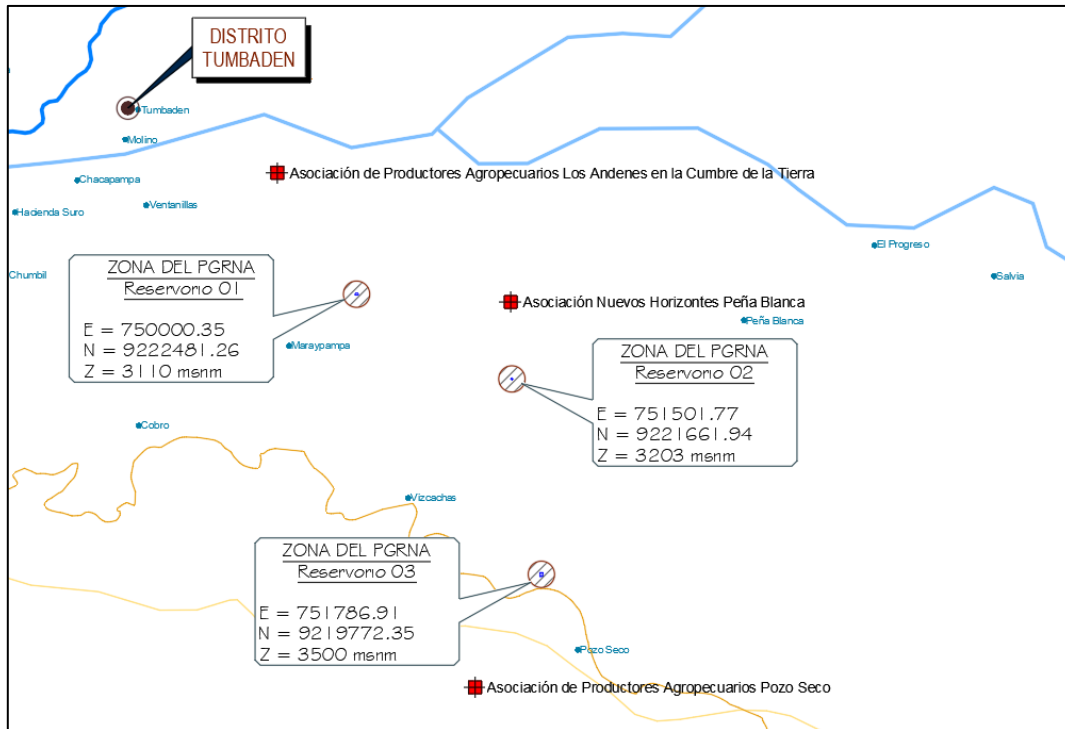 DISTRITO
TUMBADEN
Tumbaden
Molino
Asociación de Productores Agropecuarios Los Andenes en la Cumbre de la Tierra
Chacapampa
Ventanillas
Hacienda Suro
El Progreso
Chumbil
Salvia
ZONA DEL PGRNA
Reservorio 01
E = 750000.35
N = 9222481.26
Z = 3110 msnm
Asociación Nuevos Horizontes Peña Blanca
Peña Blanca
Maraypampa
ZONA DEL PGRNA
Reservorio 02
E = 751501.77
N = 9221661.94
Z = 3203 msnm
Cobro
Vizcachas
ZONA DEL PGRNA
Reservorio 03
E = 751786.91
N = 9219772.35
Z = 3500 msnm
Pozo Seco
Asociación de Productores Agropecuarios Pozo Seco